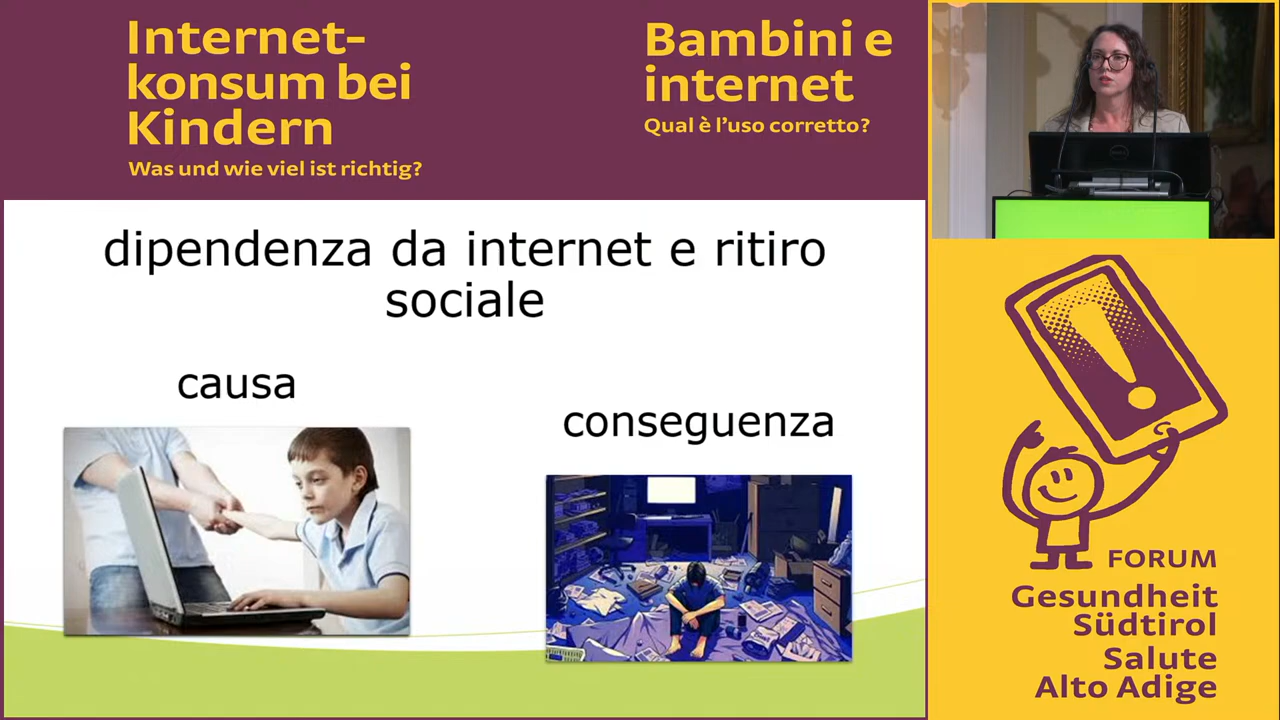 Internet-
konsum bei
Kindern
Was und wie viel ist richtig?
Bambini e
internet
Qual è l’uso corretto?
dipendenza da internet e ritiro
sociale
causa
conseguenza
FORUM
Gesundheit
Südtirol
Salute
Alto Adige